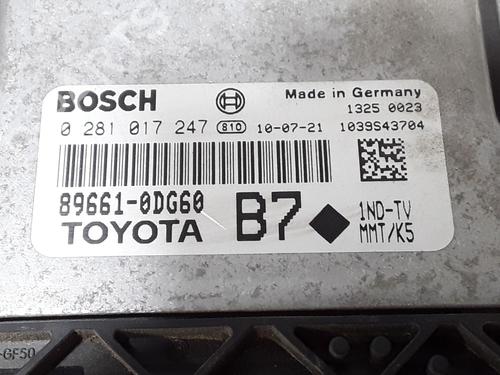 BOSCH
Made in Germany
1325 0023
0 281 017 247 810 10-07-21 1039S43704
89661-0DG60
TOYOTA
B7
1ND-TV
MMT/K5
-GF50